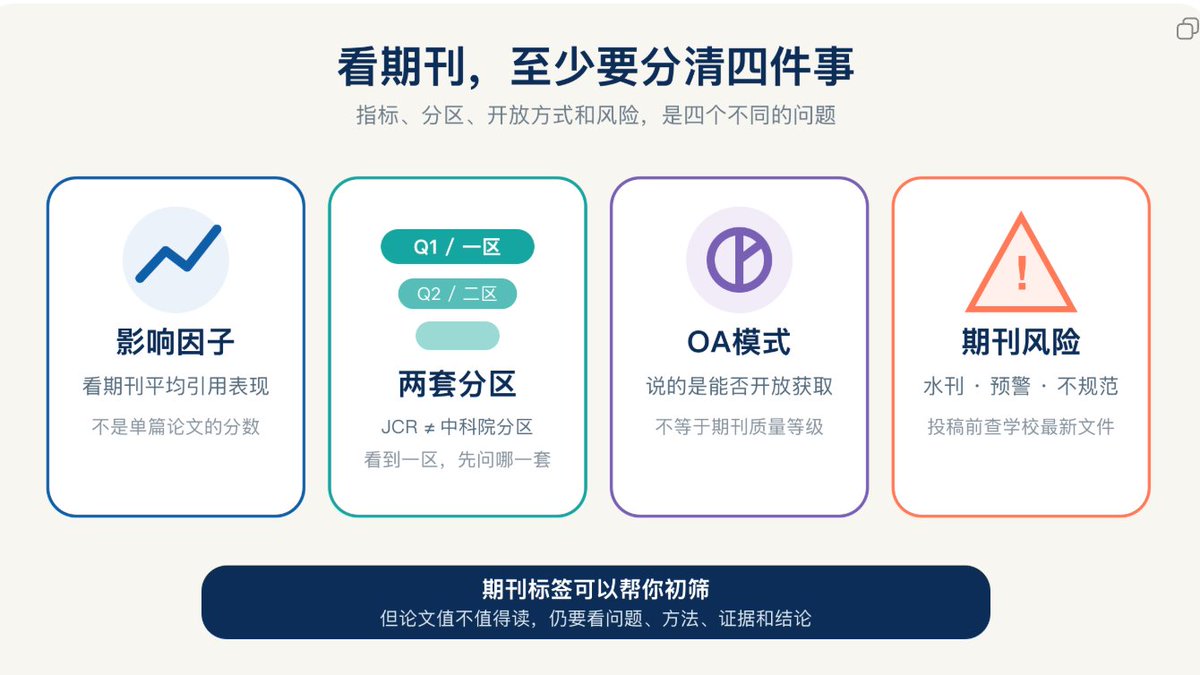 看期刊，至少要分清四件事
指标、分区、开放方式和风险，是四个不同的问题
影响因子
看期刊平均引用表现
不是单篇论文的分数
Q1 / 一区
Q2 / 二区
两套分区
JCR ≠ 中科院分区
看到一区，先问哪一套
OA模式
说的是能否开放获取
不等于期刊质量等级
!
期刊风险
水刊 · 预警 · 不规范
投稿前查学校最新文件
期刊标签可以帮你初筛
但论文值不值得读，仍要看问题、方法、证据和结论